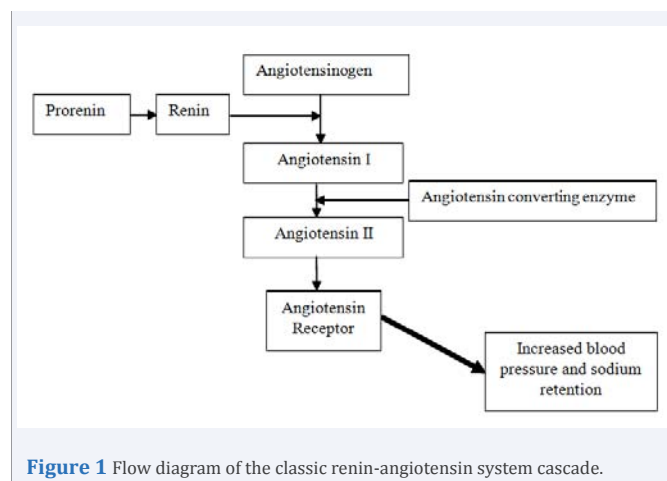 Angiotensinogen
Prorenin
Renin
Angiotensin I
Angiotensin converting enzyme
Angiotensin II
Angiotensin
Receptor
Increased blood
pressure and sodium
retention
Figure 1 Flow diagram of the classic renin-angiotensin system cascade.